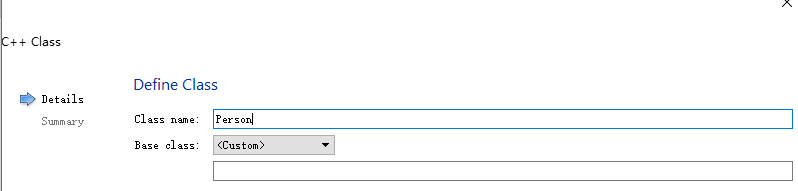 C++ Class
Define Class
Details
Summary
Class name: Person
Base class: <Custom>